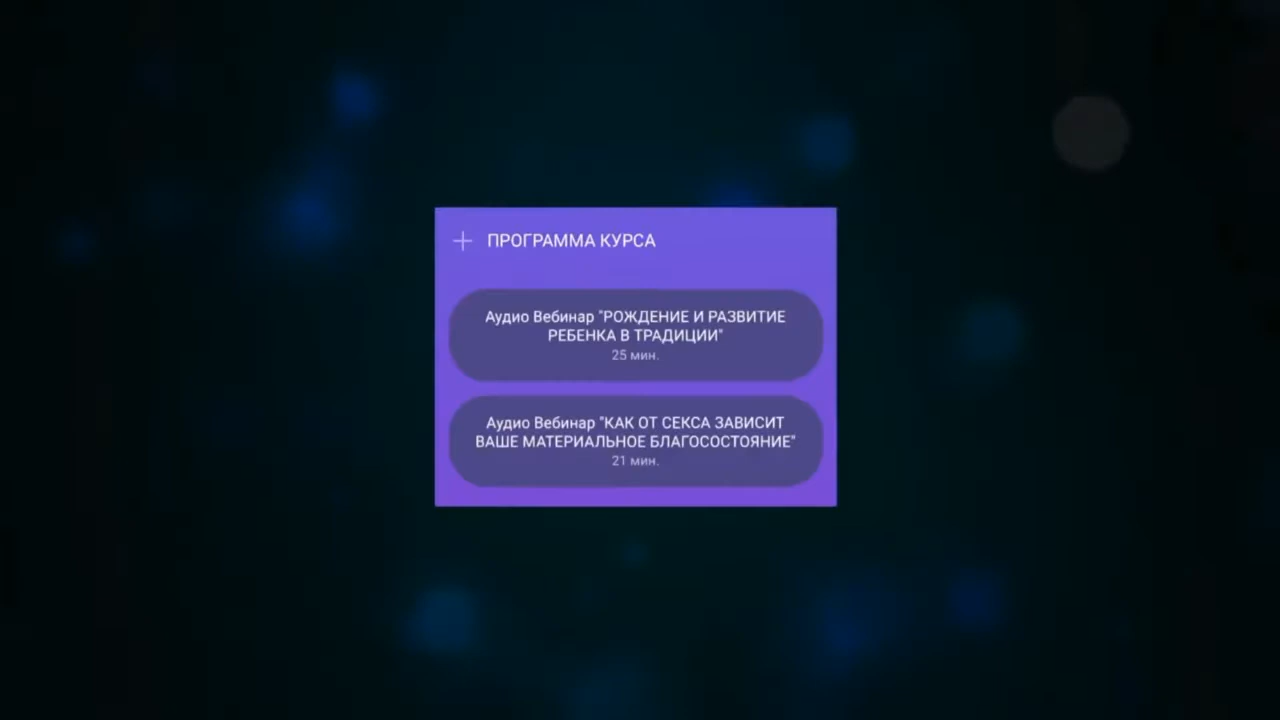 ПРОГРАММА КУРСА
Аудио Вебинар "РОЖДЕНИЕ И РАЗВИТИЕ
РЕБЕНКА В ТРАДИЦИИ"
25 мин.
Аудио Вебинар "КАК ОТ СЕКСА ЗАВИСИТ
ВАШЕ МАТЕРИАЛЬНОЕ БЛАГОСОСТОЯНИЕ"
21 мин.